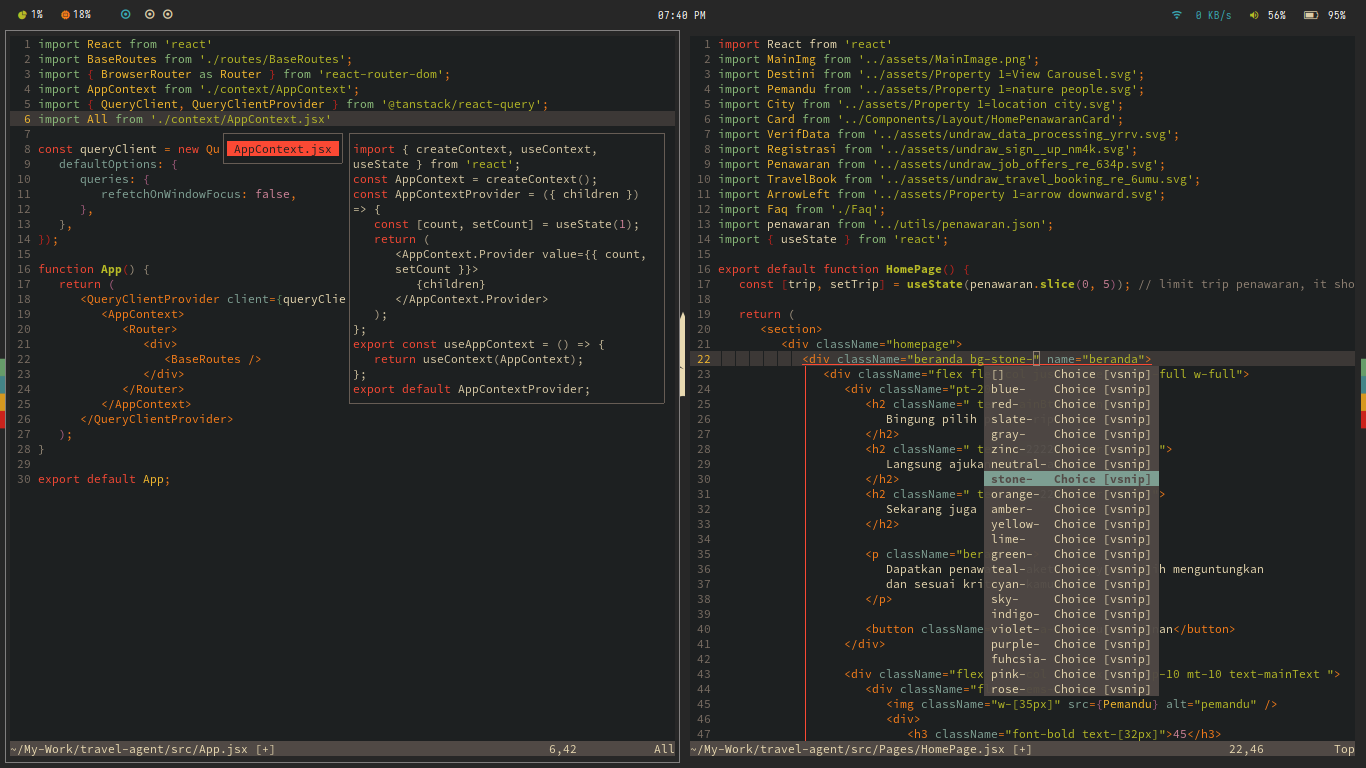 1% 18% 07:40 PM 0 KB/s 56% 95%
1 import React from 'react'
2 import BaseRoutes from './routes/BaseRoutes';
3 import { BrowserRouter as Router } from 'react-router-dom';
4 import AppContext from './context/AppContext';
5 import { QueryClient, QueryClientProvider } from '@tanstack/react-query';
6 import All from './context/AppContext.jsx'
7
8 const queryClient = new Qu
9 defaultOptions: {
10 queries: {
11 refetchOnWindowFocus: false,
12 },
13 },
14 });
15
16 function App() {
17 return (
18 <QueryClientProvider client={queryClie
19 <AppContext>
20 <Router>
21 <div>
22 <BaseRoutes />
23 </div>
24 </Router>
25 </AppContext>
26 </QueryClientProvider>
27 );
28 }
29
30 export default App;
AppContext.jsx
import { createContext, useContext,
useState } from 'react';
const AppContext = createContext();
const AppContextProvider = ({ children })
=> {
const [count, setCount] = useState(1);
return (
<AppContext.Provider value={{ count,
setCount }}>
{children}
</AppContext.Provider>
);
};
export const useAppContext = () => {
return useContext(AppContext);
};
export default AppContextProvider;
~/My-Work/travel-agent/src/App.jsx [+] 6,42 All
1 import React from 'react'
2 import MainImg from '../assets/MainImage.png';
3 import Destini from '../assets/Property 1=View Carousel.svg';
4 import Pemandu from '../assets/Property 1=nature people.svg';
5 import City from '../assets/Property 1=location city.svg';
6 import Card from '../Components/Layout/HomePenawaranCard';
7 import VerifData from '../assets/undraw_data_processing_yrrv.svg';
8 import Registrasi from '../assets/undraw_sign__up_nm4k.svg';
9 import Penawaran from '../assets/undraw_job_offers_re_634p.svg';
10 import TravelBook from '../assets/undraw_travel_booking_re_6umu.svg';
11 import ArrowLeft from '../assets/Property 1=arrow downward.svg';
12 import Faq from './Faq';
13 import penawaran from '../utils/penawaran.json';
14 import { useState } from 'react';
15
16 export default function HomePage() {
17 const [trip, setTrip] = useState(penawaran.slice(0, 5)); // limit trip penawaran, it sho
18
19 return (
20 <section>
21 <div className="homepage">
22 <div className="beranda bg-stone-" name="beranda">
23 <div className="flex fl full w-full">
24 <div className="pt-2
25 <h2 className=" t
26 Bingung pilih
27 </h2>
28 <h2 className=" t ">
29 Langsung ajuka
30 </h2>
31 <h2 className=" t >
32 Sekarang juga
33 </h2>
34
35 <p className="ber
36 Dapatkan penaw h menguntungkan
37 dan sesuai kri
38 </p>
39
40 <button className an</button>
41 </div>
42
43 <div className="flex -10 mt-10 text-mainText ">
44 <div className="f
45 <img className="w-[35px]" src={Pemandu} alt="pemandu" />
46 <div>
47 <h3 className="font-bold text-[32px]">45</h3>
[] Choice [vsnip]
blue- Choice [vsnip]
red- Choice [vsnip]
slate- Choice [vsnip]
gray- Choice [vsnip]
zinc- Choice [vsnip]
neutral- Choice [vsnip]
stone- Choice [vsnip]
orange- Choice [vsnip]
amber- Choice [vsnip]
yellow- Choice [vsnip]
lime- Choice [vsnip]
green- Choice [vsnip]
teal- Choice [vsnip]
cyan- Choice [vsnip]
sky- Choice [vsnip]
indigo- Choice [vsnip]
violet- Choice [vsnip]
purple- Choice [vsnip]
fuhcsia- Choice [vsnip]
pink- Choice [vsnip]
rose- Choice [vsnip]
~/My-Work/travel-agent/src/Pages/HomePage.jsx [+] 22,46 Top